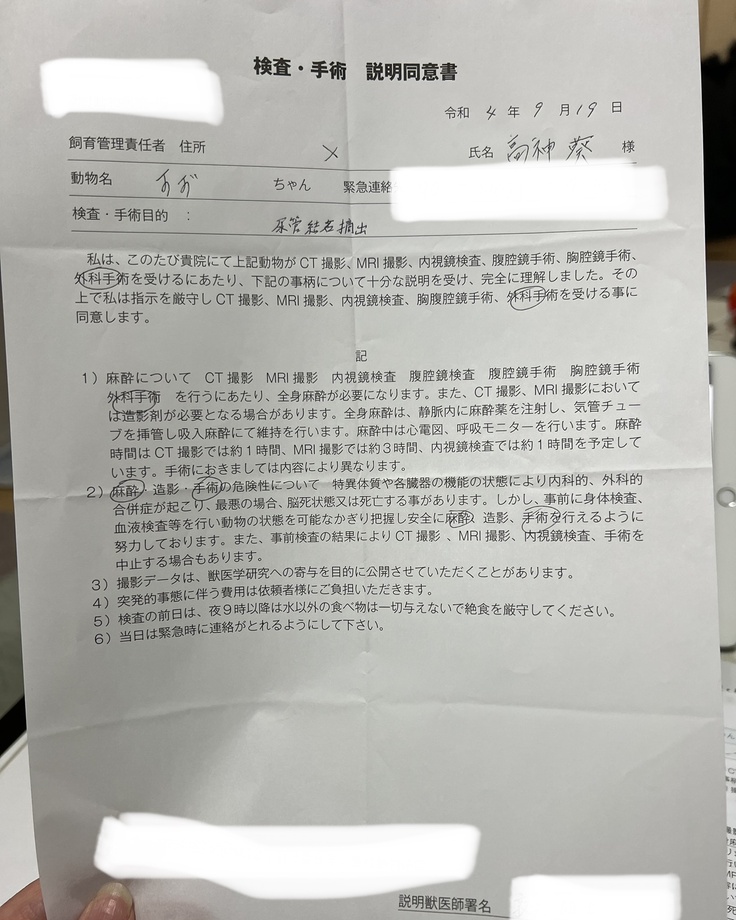 検査・手術 説明同意書
令和 4 年 9 月 19 日
飼育管理責任者 住所
氏名 高神 葵 様
動物名 ちゃん 緊急連絡
検査・手術目的 : 尿管結石摘出
私は、このたび貴院にて上記動物が CT 撮影、MRI 撮影、内視鏡検査、腹腔鏡手術、胸腔鏡手術、
外科手術を受けるにあたり、下記の事柄について十分な説明を受け、完全に理解しました。その
上で私は指示を厳守し CT 撮影、MRI 撮影、内視鏡検査、胸腹腔鏡手術、外科手術を受ける事に
同意します。
記
1）麻酔について CT 撮影 MRI 撮影 内視鏡検査 腹腔鏡検査 腹腔鏡手術 胸腔鏡手術
外科手術 を行うにあたり、全身麻酔が必要になります。また、CT 撮影、MRI 撮影において
は造影剤が必要となる場合があります。全身麻酔は、静脈内に麻酔薬を注射し、気管チュー
ブを挿管し吸入麻酔にて維持を行います。麻酔中は心電図、呼吸モニターを行います。麻酔
時間は CT 撮影では約1時間、MRI 撮影では約3時間、内視鏡検査では約1時間を予定して
います。手術におきましては内容により異なります。
2）麻酔・造影・手術の危険性について 特異体質や各臓器の機能の状態により内科的、外科的
合併症が起こり、最悪の場合、脳死状態又は死亡する事があります。しかし、事前に身体検査、
血液検査等を行い動物の状態を可能なかぎり把握し安全に麻酔、造影、手術を行えるように
努力しております。また、事前検査の結果により CT 撮影 、MRI 撮影、内視鏡検査、手術を
中止する場合もあります。
3）撮影データは、獣医学研究への寄与を目的に公開させていただくことがあります。
4）突発的事態に伴う費用は依頼者様にご負担いただきます。
5）検査の前日は、夜9時以降は水以外の食べ物は一切与えないで絶食を厳守してください。
6）当日は緊急時に連絡がとれるようにして下さい。
説明獣医師署名